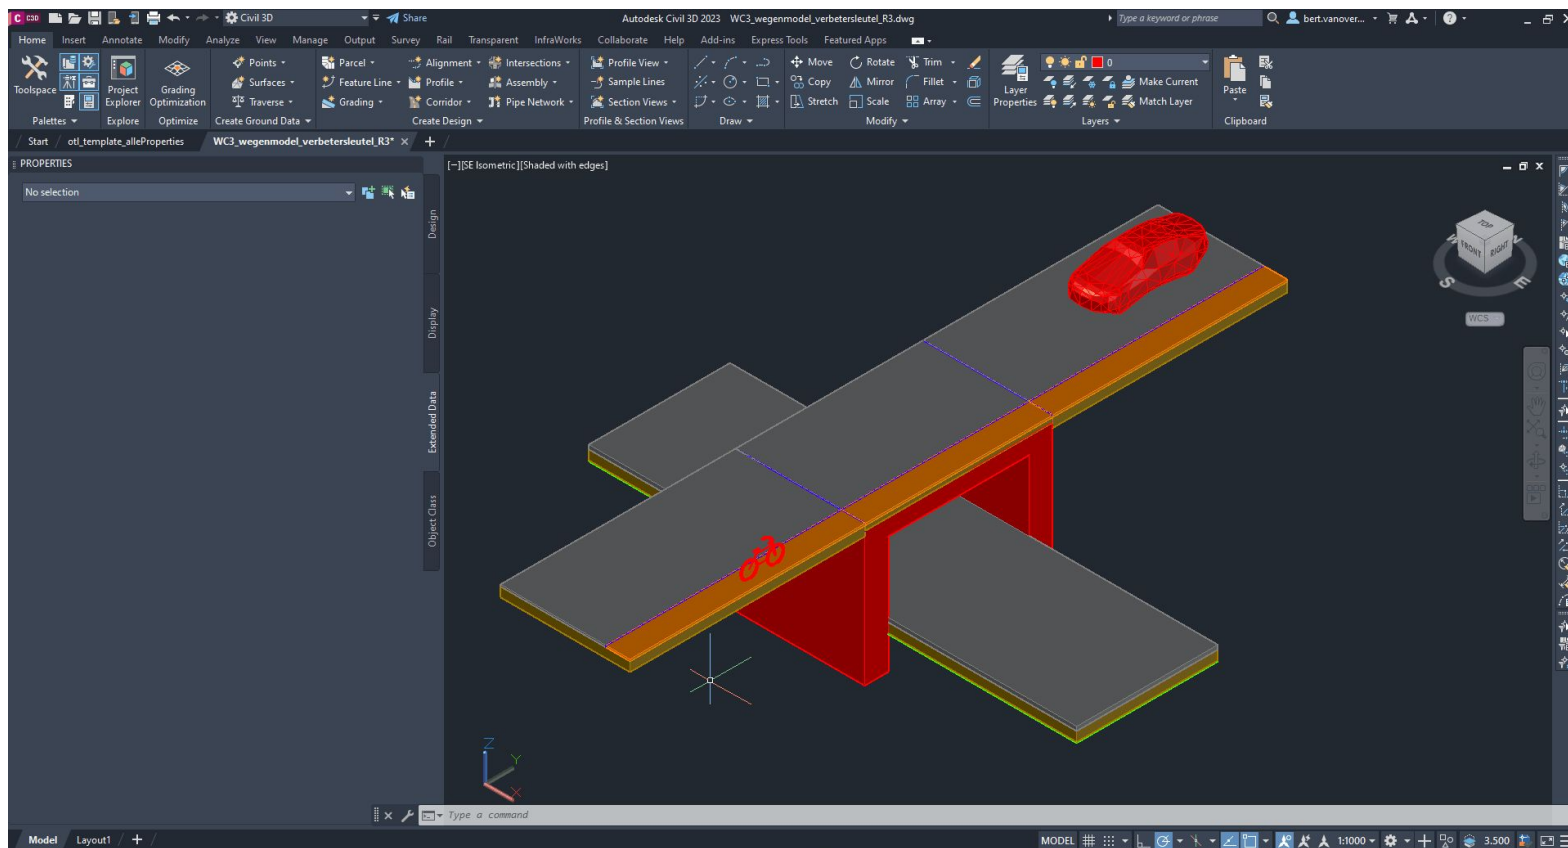 C C3D Civil 3D Share Autodesk Civil 3D 2023 WC3_wegenmodel_verbetersleutel_R3.dwg Type a keyword or phrase bert.vanover...
Home Insert Annotate Modify Analyze View Manage Output Survey Rail Transparent InfraWorks Collaborate Help Add-ins Express Tools Featured Apps
Points Parcel Alignment Intersections Profile View Move Rotate Trim 0
Surfaces Feature Line Profile Assembly Sample Lines Copy Mirror Fillet Make Current
Toolspace Project Explorer Grading Optimization Layer Properties Paste
Traverse Grading Corridor Pipe Network Section Views Stretch Scale Array Match Layer
Palettes Explore Optimize Create Ground Data Create Design Profile & Section Views Draw Modify Layers Clipboard
Start otl_template_alleProperties WC3_wegenmodel_verbetersleutel_R3* +
PROPERTIES
[−][SE Isometric][Shaded with edges]
No selection
Design
Display
Extended Data
Object Class
TOP
FRONT RIGHT
W N
S E
WCS
Z
Y
X
Type a command
Model Layout1 + MODEL 1:1000 3.500